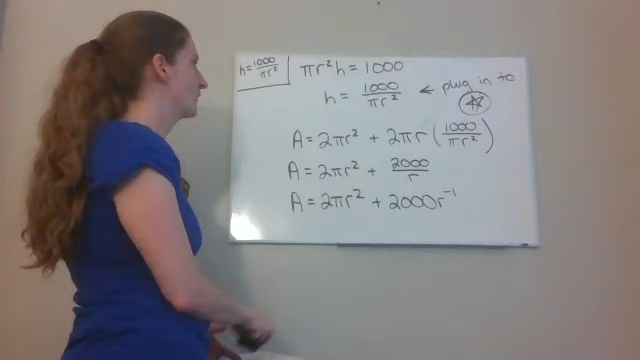 h = 1000/πr²
πr²h = 1000
h = 1000/πr² ← plug in to ☆
A = 2πr² + 2πr (1000/πr²)
A = 2πr² + 2000/r
A = 2πr² + 2000r⁻¹